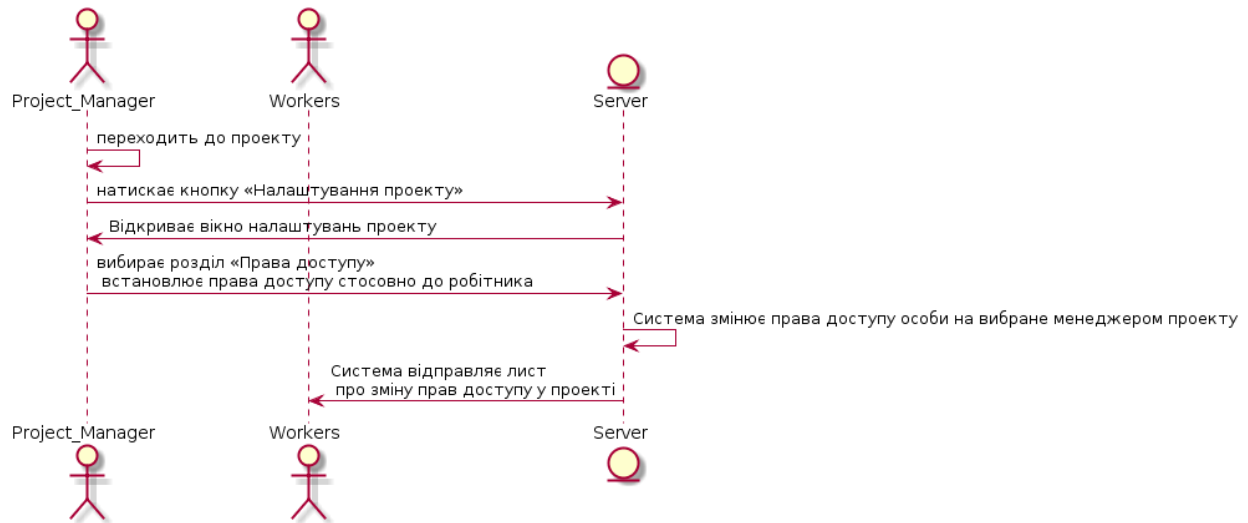 Project_Manager
Workers
Server
переходить до проекту
натискає кнопку «Налаштування проекту»
Відкриває вікно налаштувань проекту
вибирає розділ «Права доступу»
встановлює права доступу стосовно до робітника
Система змінює права доступу особи на вибране менеджером проекту
Система відправляє лист
про зміну прав доступу у проекті
Project_Manager
Workers
Server